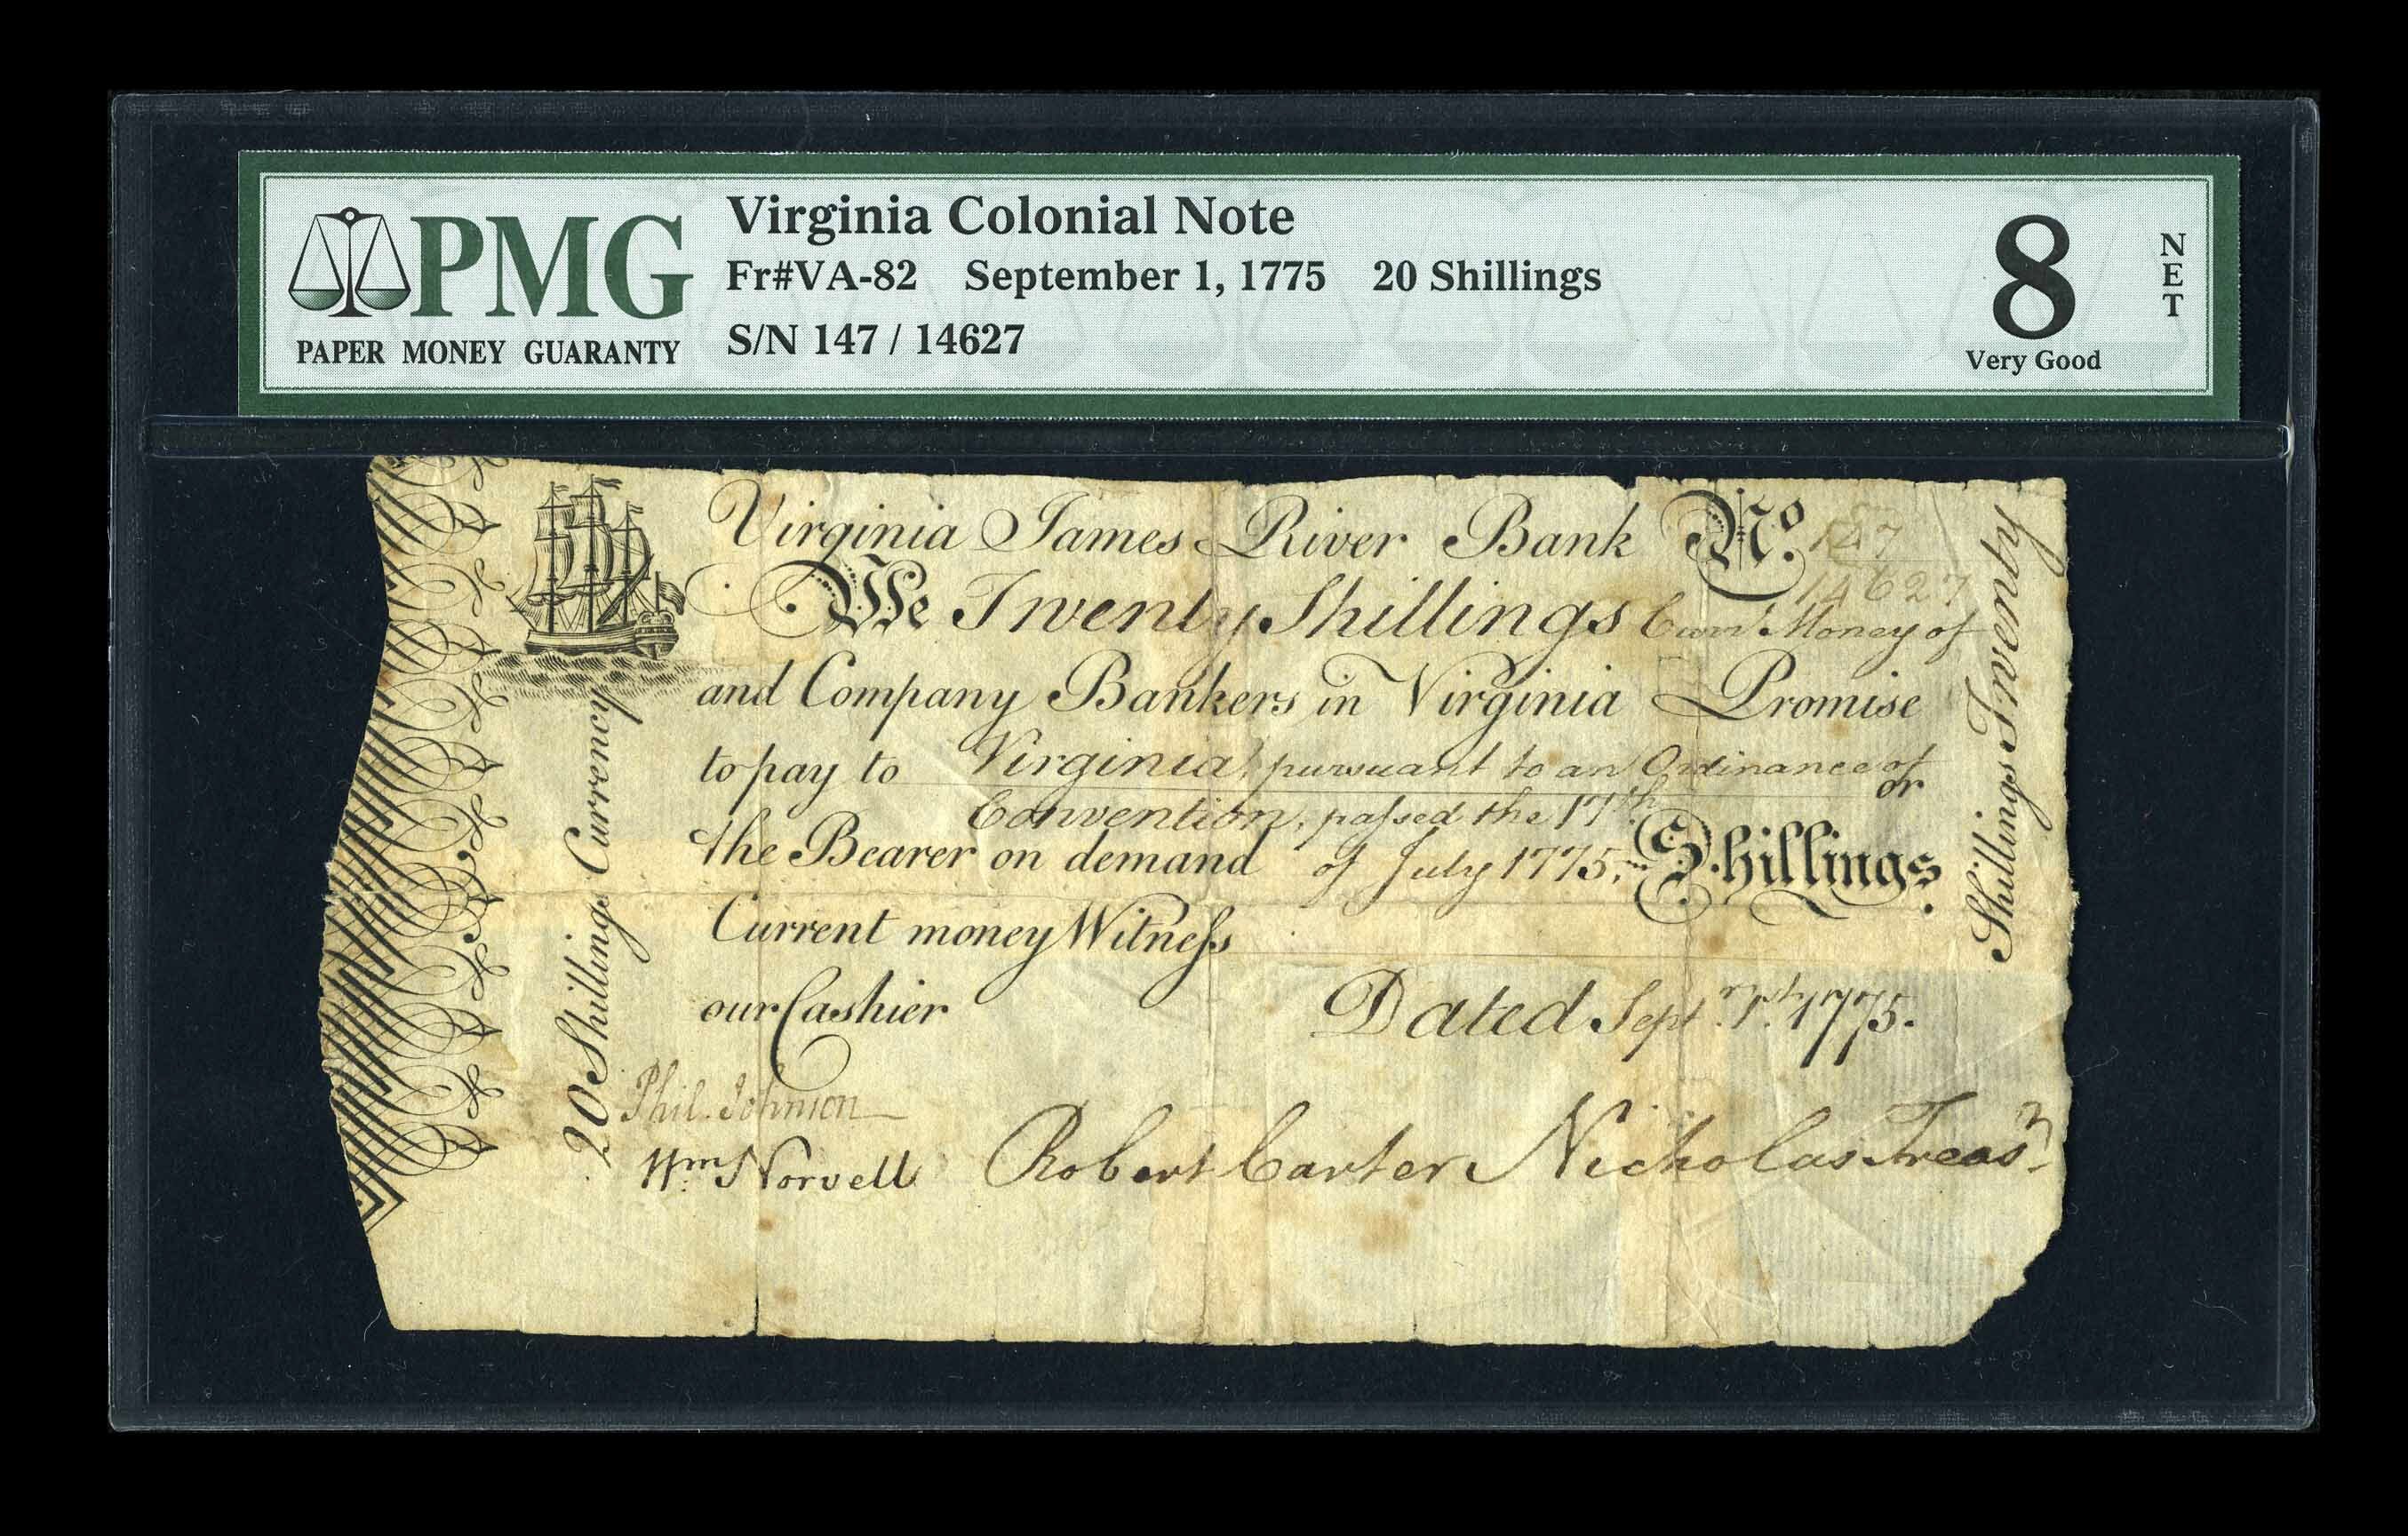 PMG
PAPER MONEY GUARANTY
Virginia Colonial Note
Fr#VA-82 September 1, 1775 20 Shillings
S/N 147 / 14627
8
NET
Very Good
Virginia James River Bank No. 147
14627
We Twenty Shillings Curr.t Money of
and Company Bankers in Virginia Promise
to pay to Virginia, pursuant to an Ordinance of or
Convention, paſsed the 17th
the Bearer on demand of July 1775. Shillings.
Current money Witneſs
our Cashier Dated Sept. 1st, 1775.
Phil. Johnson
Wm. Norvell Robert Carter Nicholas Treasr.
20 Shillings Currency
Shillings Twenty